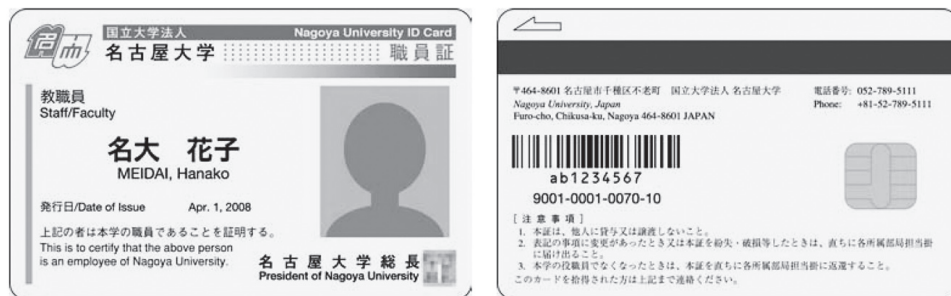 名大
国立大学法人 Nagoya University ID Card
名古屋大学 職員証
教職員
Staff/Faculty
名大 花子
MEIDAI, Hanako
発行日/Date of Issue Apr. 1, 2008
上記の者は本学の職員であることを証明する。
This is to certify that the above person
is an employee of Nagoya University.
名古屋大学総長
President of Nagoya University
〒464-8601 名古屋市千種区不老町 国立大学法人 名古屋大学
Nagoya University, Japan
Furo-cho, Chikusa-ku, Nagoya 464-8601 JAPAN
電話番号: 052-789-5111
Phone: +81-52-789-5111
ab1234567
9001-0001-0070-10
[注意事項]
1. 本証は、他人に貸与又は譲渡しないこと。
2. 表記の事項に変更があったとき又は本証を紛失・破損等したときは、直ちに各所属部局担当掛
に届け出ること。
3. 本学の役職員でなくなったときは、本証を直ちに各所属部局担当掛に返還すること。
このカードを拾得された方は上記まで連絡ください。